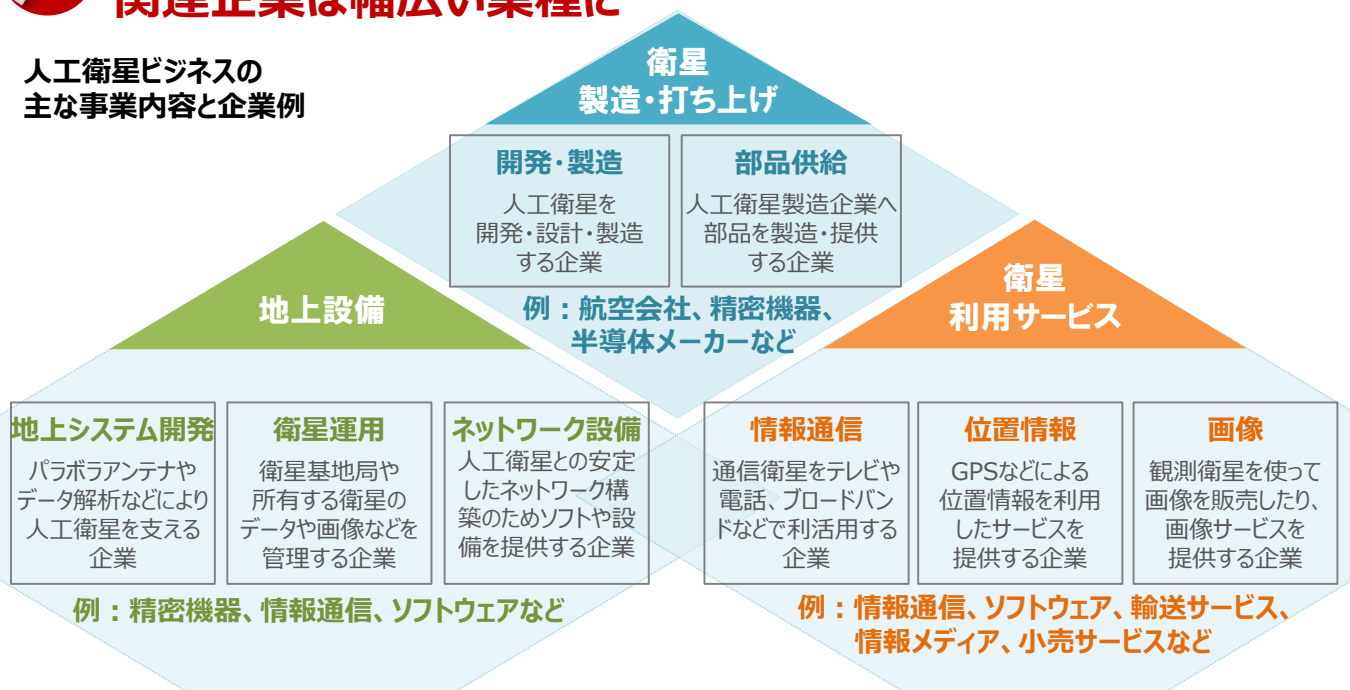 関連企業は幅広い業種に
人工衛星ビジネスの
主な事業内容と企業例
衛星
製造・打ち上げ
開発・製造
人工衛星を
開発・設計・製造
する企業
部品供給
人工衛星製造企業へ
部品を製造・提供
する企業
例：航空会社、精密機器、
半導体メーカーなど
地上設備
地上システム開発
パラボラアンテナや
データ解析などにより
人工衛星を支える
企業
衛星運用
衛星基地局や
所有する衛星の
データや画像などを
管理する企業
ネットワーク設備
人工衛星との安定
したネットワーク構
築のためソフトや設
備を提供する企業
例：精密機器、情報通信、ソフトウェアなど
衛星
利用サービス
情報通信
通信衛星をテレビや
電話、ブロードバン
ドなどで利活用する
企業
位置情報
GPSなどによる
位置情報を利用
したサービスを
提供する企業
画像
観測衛星を使って
画像を販売したり、
画像サービスを
提供する企業
例：情報通信、ソフトウェア、輸送サービス、
情報メディア、小売サービスなど